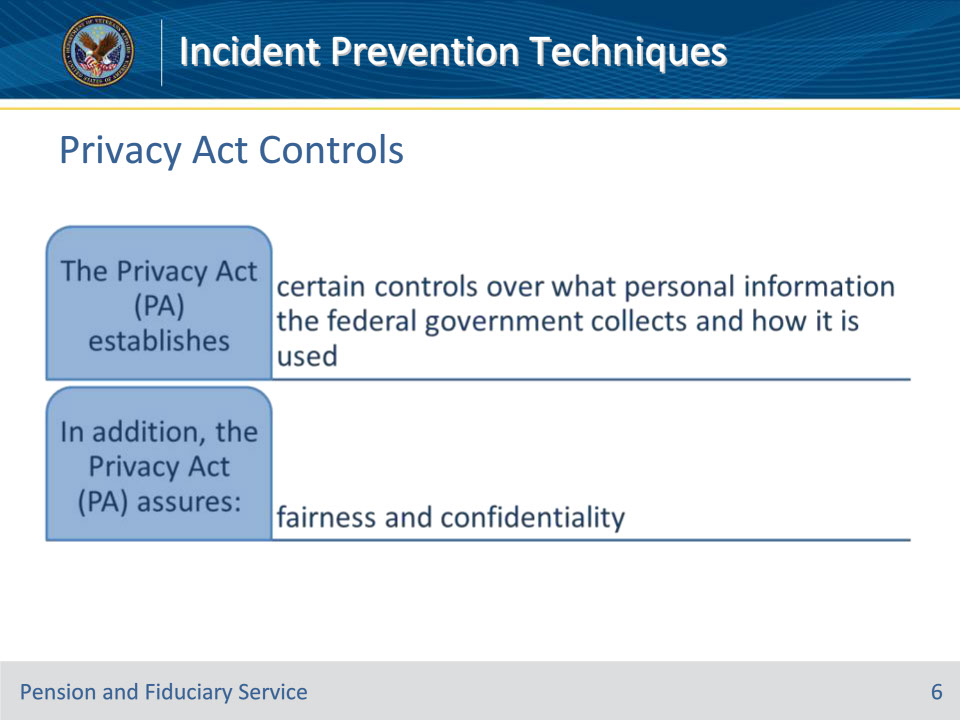 Incident Prevention Techniques
Privacy Act Controls
The Privacy Act
(PA)
establishes
certain controls over what personal information
the federal government collects and how it is
used
In addition, the
Privacy Act
(PA) assures:
fairness and confidentiality
Pension and Fiduciary Service
6